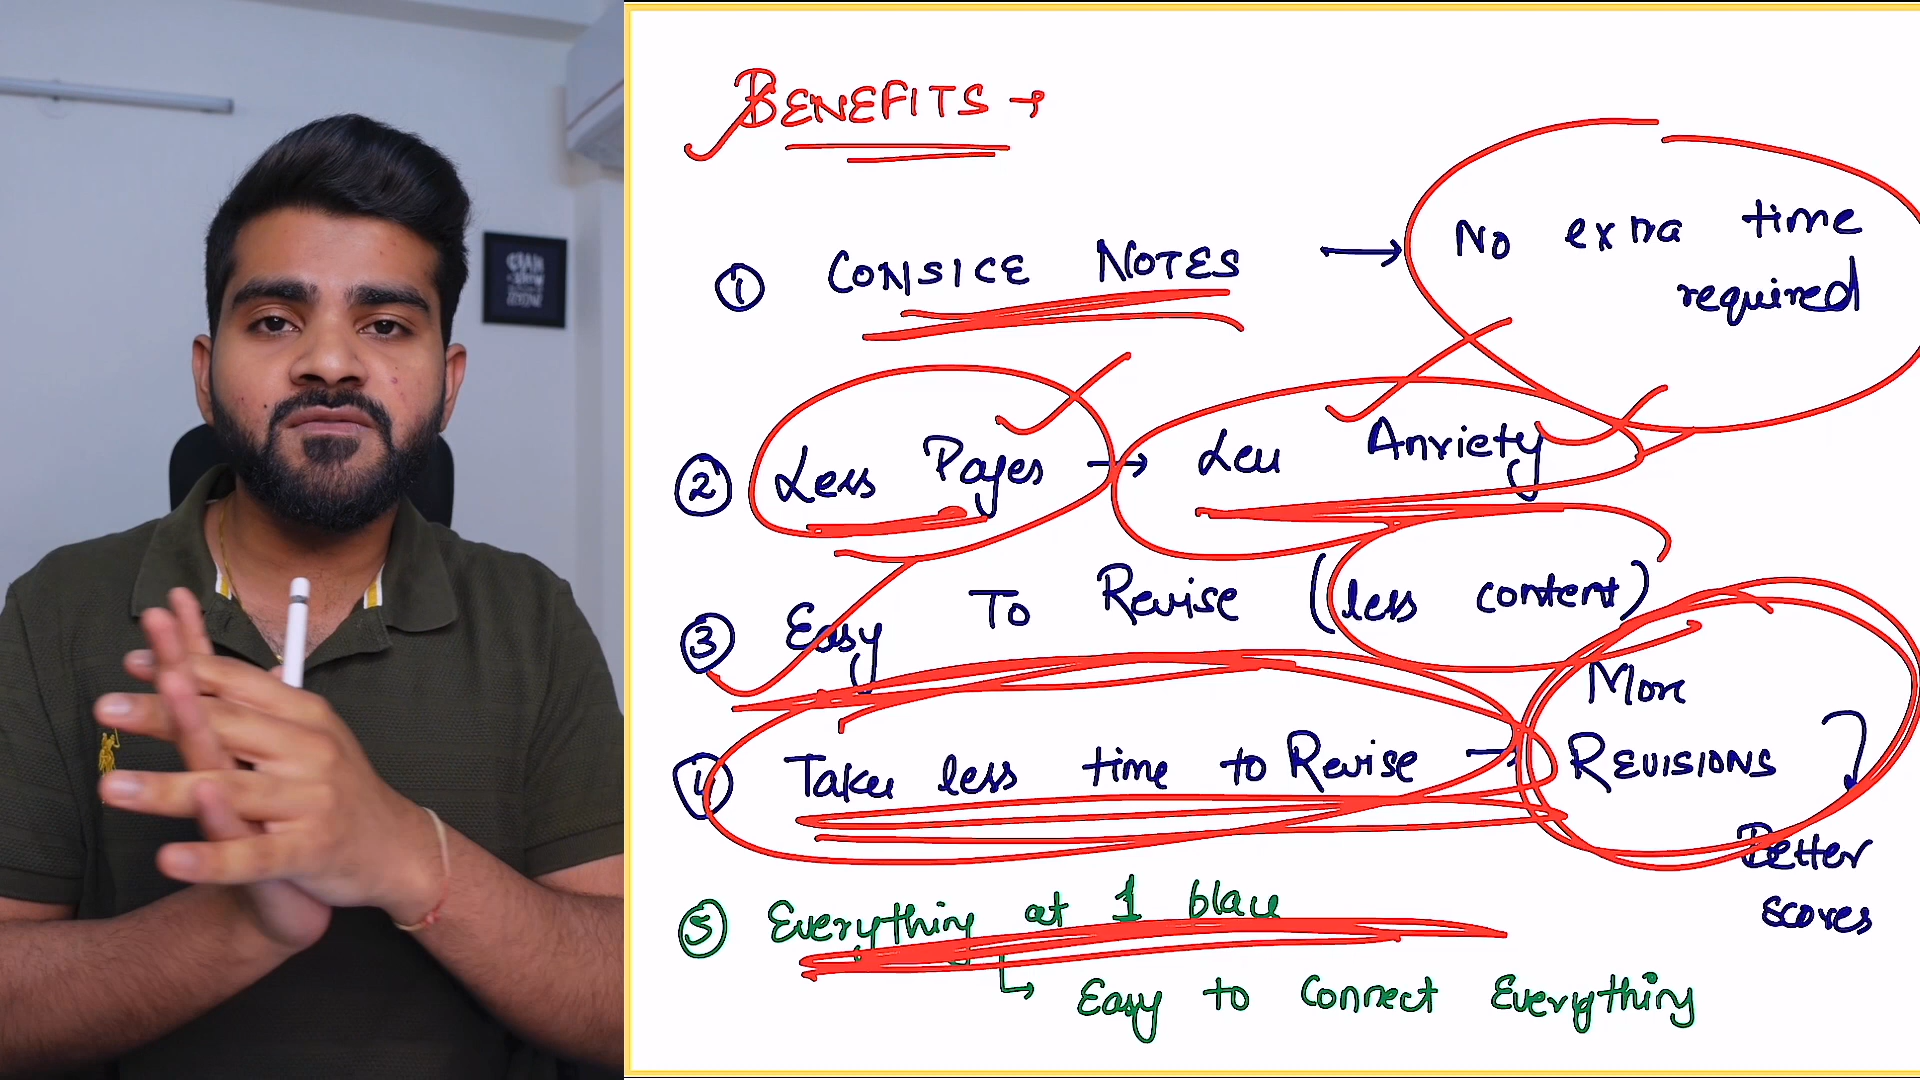 BENEFITS →
① CONSICE NOTES → No extra time
required
② Less Pages → Less Anxiety
③ Easy To Revise (less content)
④ Takes less time to Revise → More
REVISIONS
Better
scores
⑤ Everything at 1 place
↳ Easy to Connect Everything